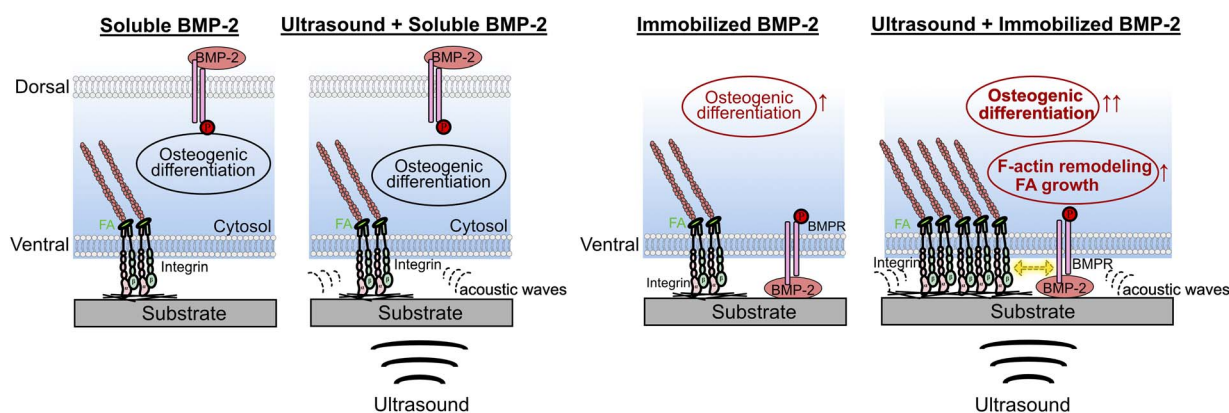 Soluble BMP-2
Ultrasound + Soluble BMP-2
Immobilized BMP-2
Ultrasound + Immobilized BMP-2
Dorsal
BMP-2
P
Osteogenic
differentiation
FA
Cytosol
Ventral
Integrin
Substrate
BMP-2
P
Osteogenic
differentiation
FA
Cytosol
Integrin
acoustic waves
Substrate
Ultrasound
Osteogenic
differentiation ↑
P
FA
BMPR
Ventral
Integrin
BMP-2
Substrate
Osteogenic
differentiation ↑↑
F-actin remodeling
FA growth ↑
P
FA
Integrin
BMPR
BMP-2
acoustic waves
Substrate
Ultrasound